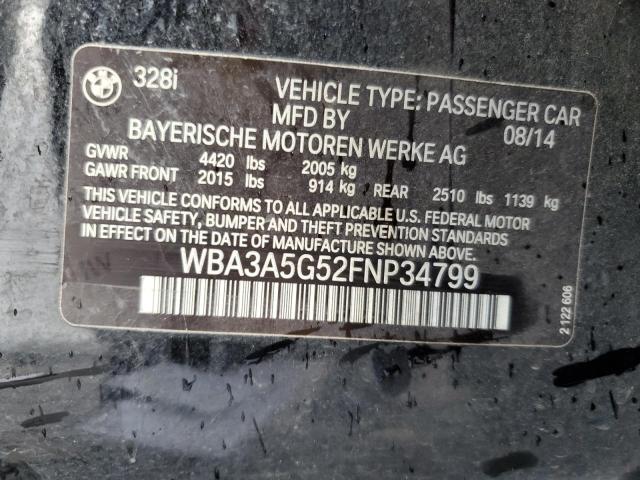 BMW 328i VEHICLE TYPE: PASSENGER CAR
MFD BY 08/14
BAYERISCHE MOTOREN WERKE AG
GVWR 4420 lbs 2005 kg
GAWR FRONT 2015 lbs 914 kg REAR 2510 lbs 1139 kg
THIS VEHICLE CONFORMS TO ALL APPLICABLE U.S. FEDERAL MOTOR
VEHICLE SAFETY, BUMPER AND THEFT PREVENTION STANDARDS
IN EFFECT ON THE DATE OF MANUFACTURE SHOWN ABOVE.
WBA3A5G52FNP34799
2 122 606